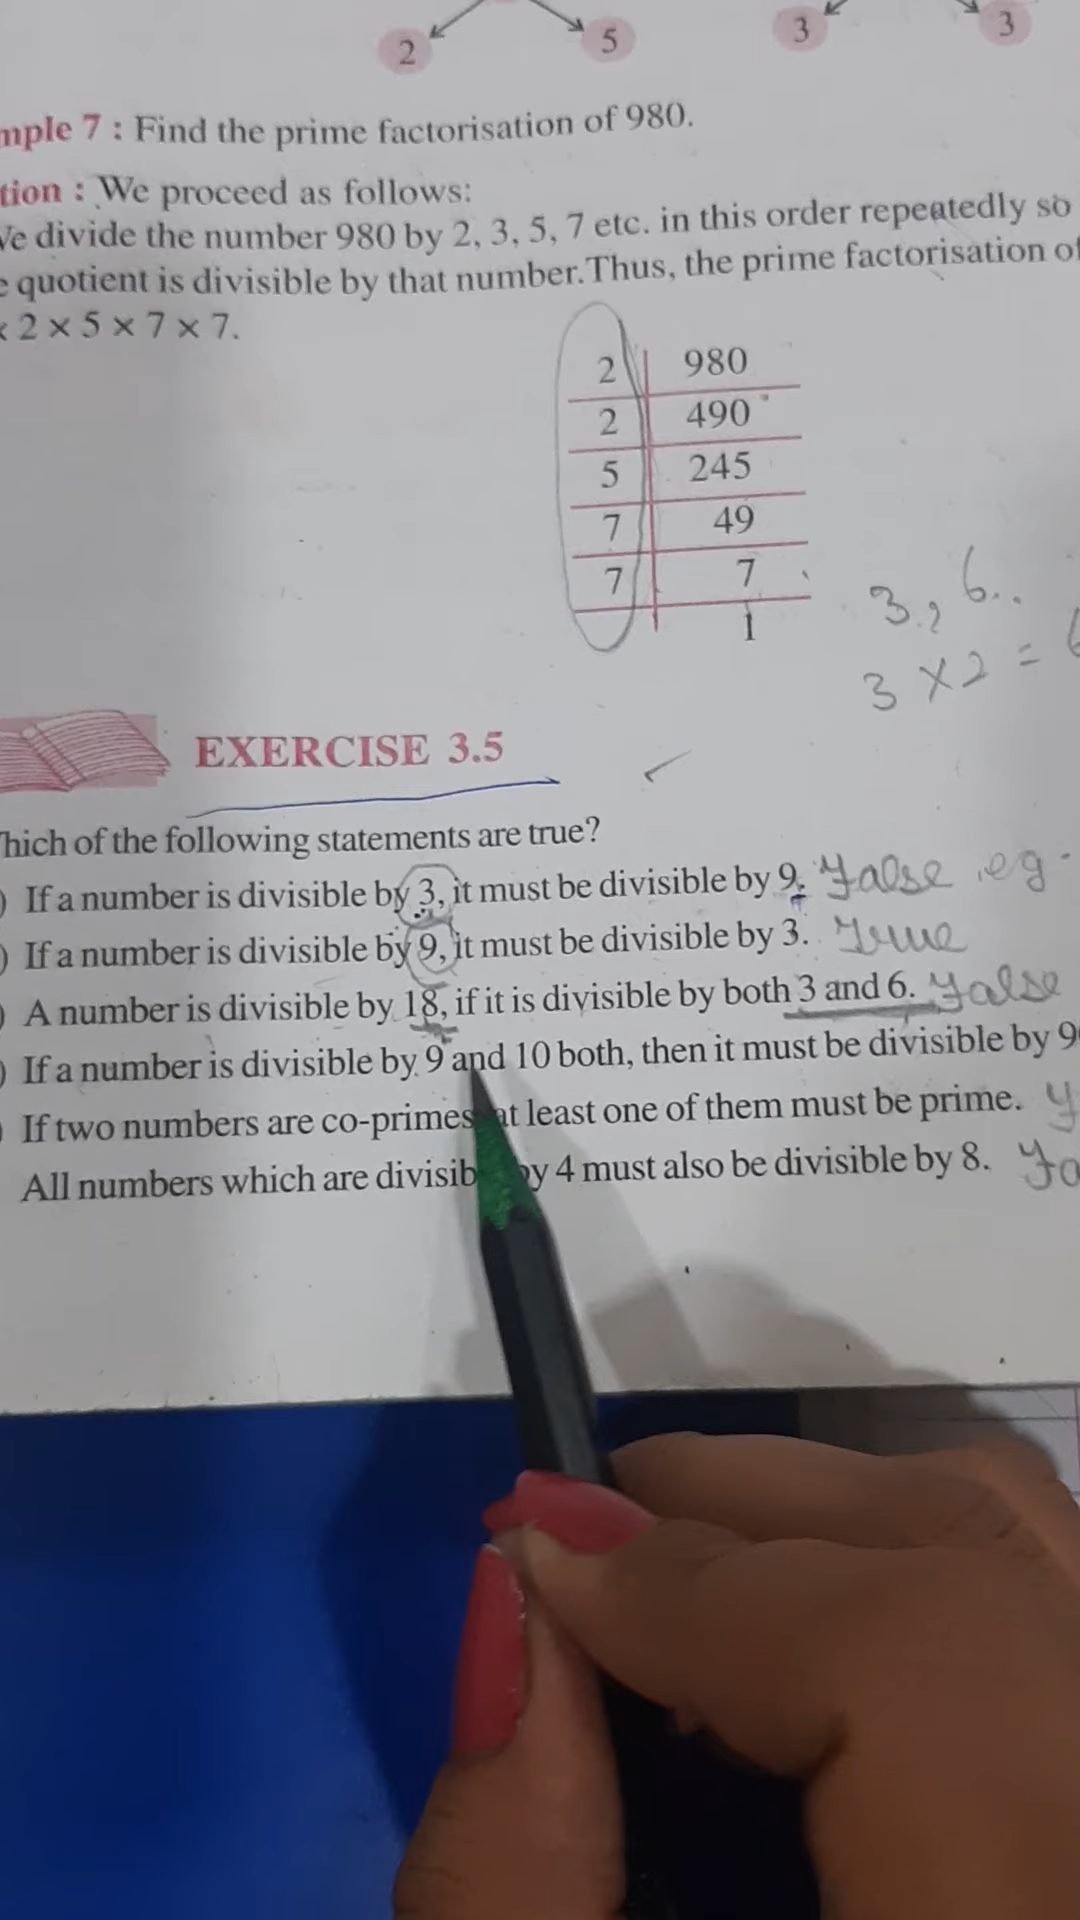 2 5 3 3
mple 7 : Find the prime factorisation of 980.
tion : We proceed as follows:
We divide the number 980 by 2, 3, 5, 7 etc. in this order repeatedly so
e quotient is divisible by that number. Thus, the prime factorisation of
× 2 × 5 × 7 × 7.
2 980
2 490
5 245
7 49
7 7
1
3, 6..
3 × 2 = 6
EXERCISE 3.5
hich of the following statements are true?
) If a number is divisible by 3, it must be divisible by 9. False eg -
) If a number is divisible by 9, it must be divisible by 3. True
) A number is divisible by 18, if it is divisible by both 3 and 6. False
) If a number is divisible by 9 and 10 both, then it must be divisible by 9
If two numbers are co-primes at least one of them must be prime.
All numbers which are divisib by 4 must also be divisible by 8. Fa